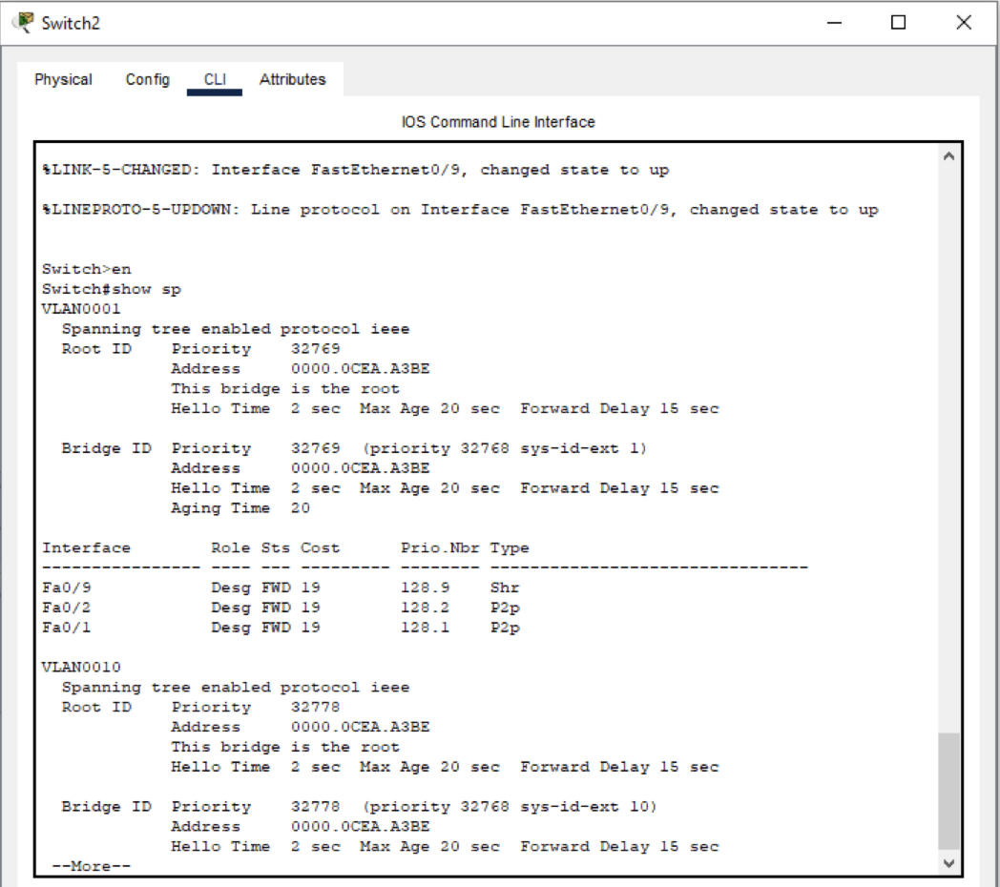 Switch2
Physical Config CLI Attributes
IOS Command Line Interface
%LINK-5-CHANGED: Interface FastEthernet0/9, changed state to up
%LINEPROTO-5-UPDOWN: Line protocol on Interface FastEthernet0/9, changed state to up
Switch>en
Switch#show sp
VLAN0001
  Spanning tree enabled protocol ieee
  Root ID    Priority    32769
             Address     0000.0CEA.A3BE
             This bridge is the root
             Hello Time  2 sec  Max Age 20 sec  Forward Delay 15 sec
  Bridge ID  Priority    32769  (priority 32768 sys-id-ext 1)
             Address     0000.0CEA.A3BE
             Hello Time  2 sec  Max Age 20 sec  Forward Delay 15 sec
             Aging Time  20
Interface        Role Sts Cost      Prio.Nbr Type
---------------- ---- --- --------- -------- --------------------------------
Fa0/9            Desg FWD 19        128.9    Shr
Fa0/2            Desg FWD 19        128.2    P2p
Fa0/1            Desg FWD 19        128.1    P2p
VLAN0010
  Spanning tree enabled protocol ieee
  Root ID    Priority    32778
             Address     0000.0CEA.A3BE
             This bridge is the root
             Hello Time  2 sec  Max Age 20 sec  Forward Delay 15 sec
  Bridge ID  Priority    32778  (priority 32768 sys-id-ext 10)
             Address     0000.0CEA.A3BE
             Hello Time  2 sec  Max Age 20 sec  Forward Delay 15 sec
 --More--